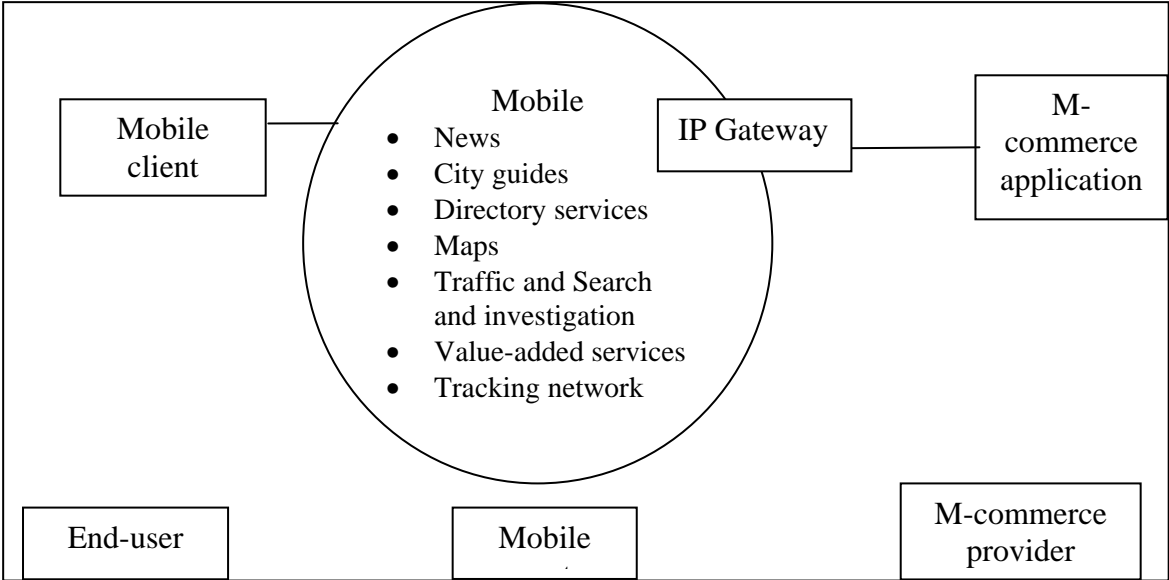 Mobile
client
Mobile
• News
• City guides
• Directory services
• Maps
• Traffic and Search
and investigation
• Value-added services
• Tracking network
IP Gateway
M-
commerce
application
End-user
Mobile
M-commerce
provider